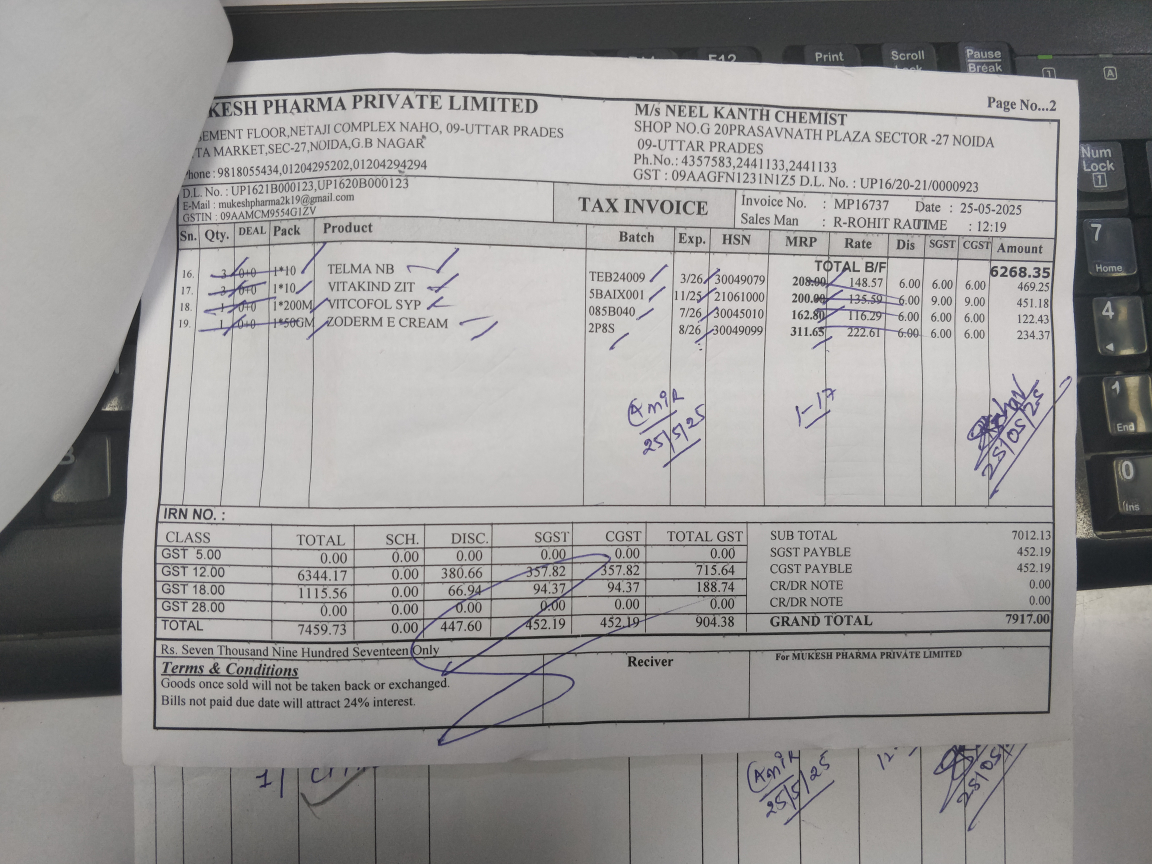 Print
Scroll
Pause
Break
Num
Lock
7
Home
4
1
End
0
Ins
Page No...2
KESH PHARMA PRIVATE LIMITED
EMENT FLOOR,NETAJI COMPLEX NAHO, 09-UTTAR PRADES
TA MARKET,SEC-27,NOIDA,G.B NAGAR
Phone : 9818055434,01204295202,01204294294
D.L. No. : UP1621B000123,UP1620B000123
E-Mail : mukeshpharma2k19@gmail.com
GSTIN : 09AAMCM9554G1ZV
M/s NEEL KANTH CHEMIST
SHOP NO.G 20PRASAVNATH PLAZA SECTOR -27 NOIDA
09-UTTAR PRADES
Ph.No.: 4357583,2441133,2441133
GST : 09AAGFN1231N1Z5 D.L. No. : UP16/20-21/0000923
TAX INVOICE
Invoice No. : MP16737 Date : 25-05-2025
Sales Man : R-ROHIT RAUTIME : 12:19
Sn. Qty. DEAL Pack Product Batch Exp. HSN MRP Rate Dis SGST CGST Amount
TOTAL B/F 6268.35
16. 3 0+0 1*10 TELMA NB TEB24009 3/26 30049079 208.00 148.57 6.00 6.00 6.00 469.25
17. 3 0+0 1*10 VITAKIND ZIT 5BAIX001 11/25 21061000 200.00 135.59 6.00 9.00 9.00 451.18
18. 1 0+0 1*200M VITCOFOL SYP 085B040 7/26 30045010 162.80 116.29 6.00 6.00 6.00 122.43
19. 1 0+0 1*50GM ZODERM E CREAM 2P8S 8/26 30049099 311.65 222.61 6.00 6.00 6.00 234.37
Amir
25/5/25
1-17
25/05/25
IRN NO. :
CLASS TOTAL SCH. DISC. SGST CGST TOTAL GST
GST 5.00 0.00 0.00 0.00 0.00 0.00 0.00
GST 12.00 6344.17 0.00 380.66 357.82 357.82 715.64
GST 18.00 1115.56 0.00 66.94 94.37 94.37 188.74
GST 28.00 0.00 0.00 0.00 0.00 0.00 0.00
TOTAL 7459.73 0.00 447.60 452.19 452.19 904.38
SUB TOTAL 7012.13
SGST PAYBLE 452.19
CGST PAYBLE 452.19
CR/DR NOTE 0.00
CR/DR NOTE 0.00
GRAND TOTAL 7917.00
Rs. Seven Thousand Nine Hundred Seventeen Only
Terms & Conditions
Goods once sold will not be taken back or exchanged.
Bills not paid due date will attract 24% interest.
Reciver
For MUKESH PHARMA PRIVATE LIMITED
Amir
25/5/25